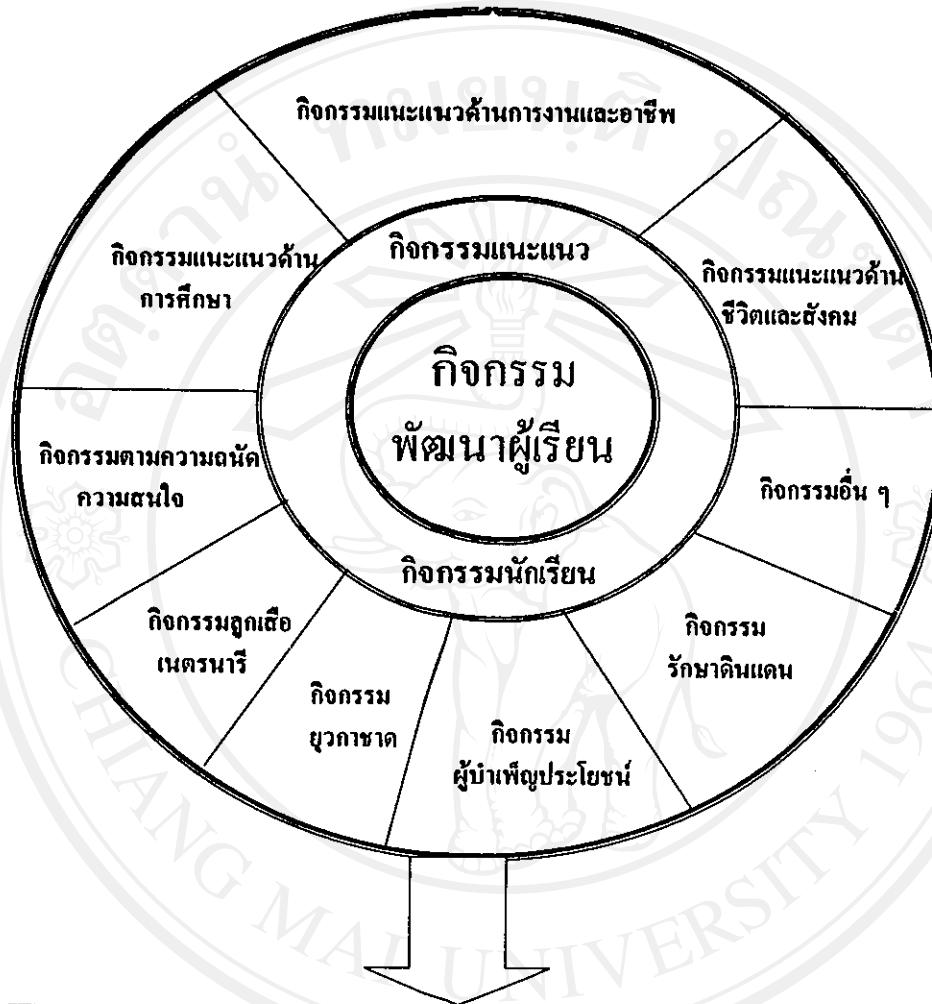 กิจกรรมแนะแนวด้านการงานและอาชีพ
กิจกรรมแนะแนว
กิจกรรมแนะแนวด้าน
การศึกษา
กิจกรรมแนะแนวด้าน
ชีวิตและสังคม
กิจกรรม
พัฒนาผู้เรียน
กิจกรรมตามความถนัด
ความสนใจ
กิจกรรมอื่น ๆ
กิจกรรมนักเรียน
กิจกรรมลูกเสือ
เนตรนารี
กิจกรรม
รักษาดินแดน
กิจกรรม
ยุวกาชาด
กิจกรรม
ผู้บำเพ็ญประโยชน์
CHIANG MAI UNIVERSITY 1964